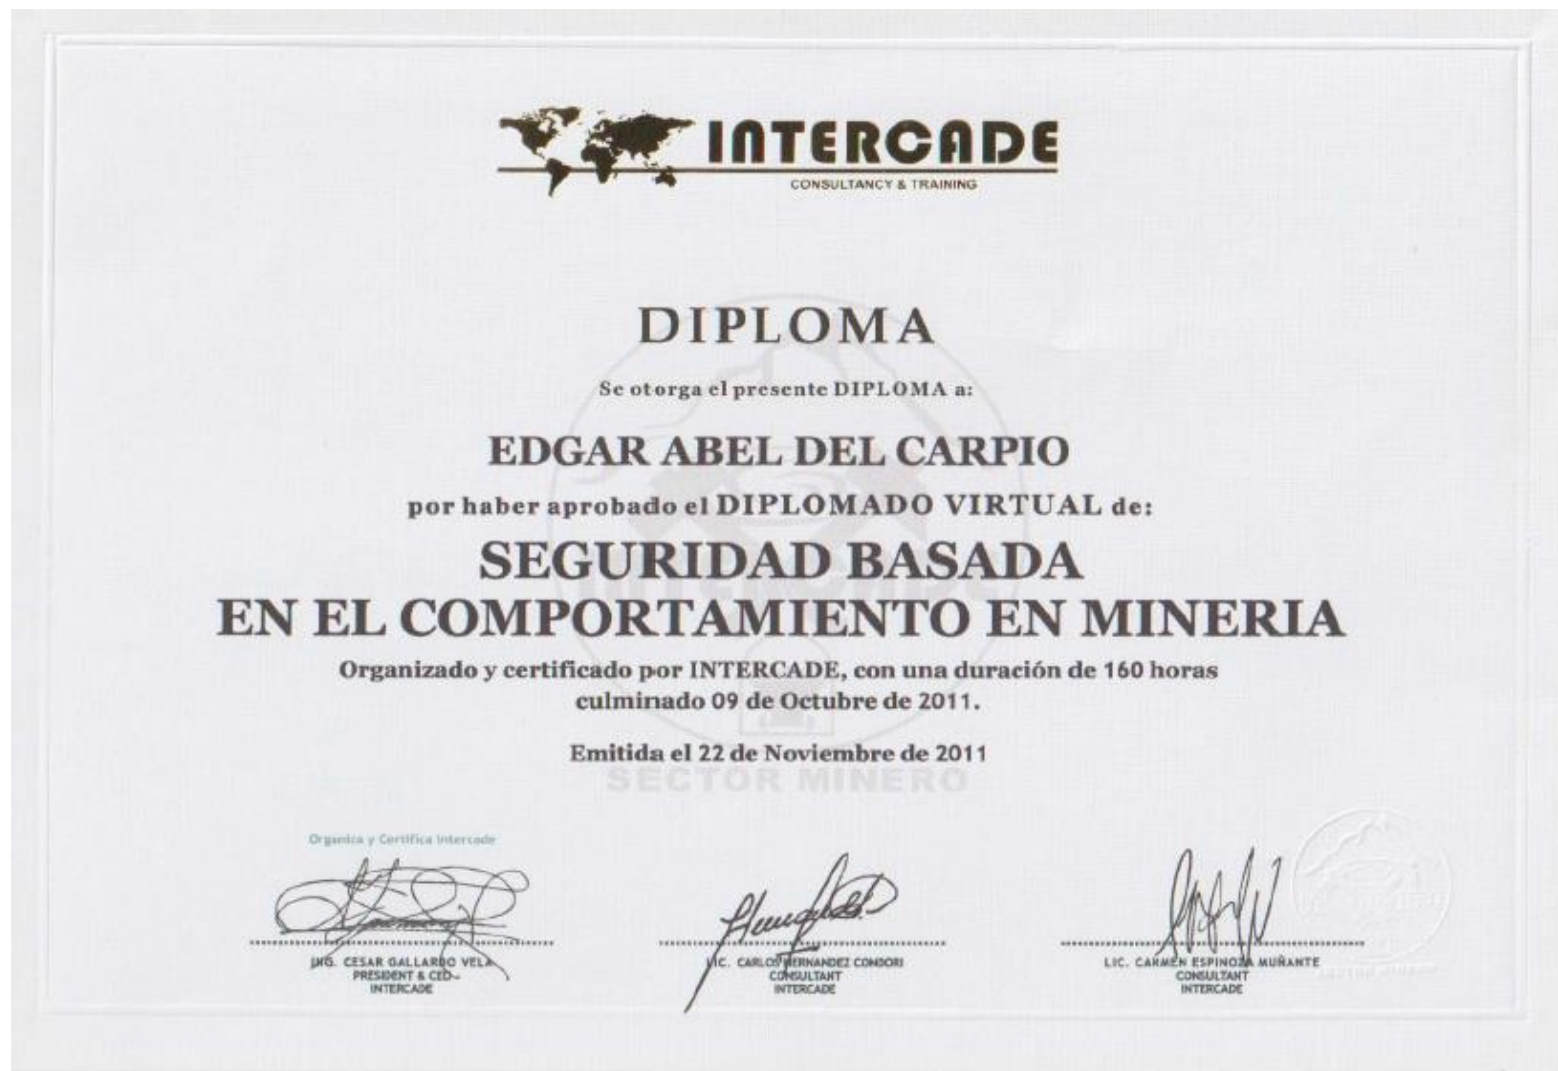 INTERCADE
CONSULTANCY & TRAINING
DIPLOMA
Se otorga el presente DIPLOMA a:
EDGAR ABEL DEL CARPIO
por haber aprobado el DIPLOMADO VIRTUAL de:
SEGURIDAD BASADA
EN EL COMPORTAMIENTO EN MINERIA
Organizado y certificado por INTERCADE, con una duración de 160 horas
culminado 09 de Octubre de 2011.
Emitida el 22 de Noviembre de 2011
SECTOR MINERO
Organiza y Certifica Intercade
ING. CESAR GALLARDO VELA
PRESIDENT & CEO
INTERCADE
LIC. CARLOS HERNANDEZ CONDORI
CONSULTANT
INTERCADE
LIC. CARMEN ESPINOZA MUÑANTE
CONSULTANT
INTERCADE
SECTOR MINERO